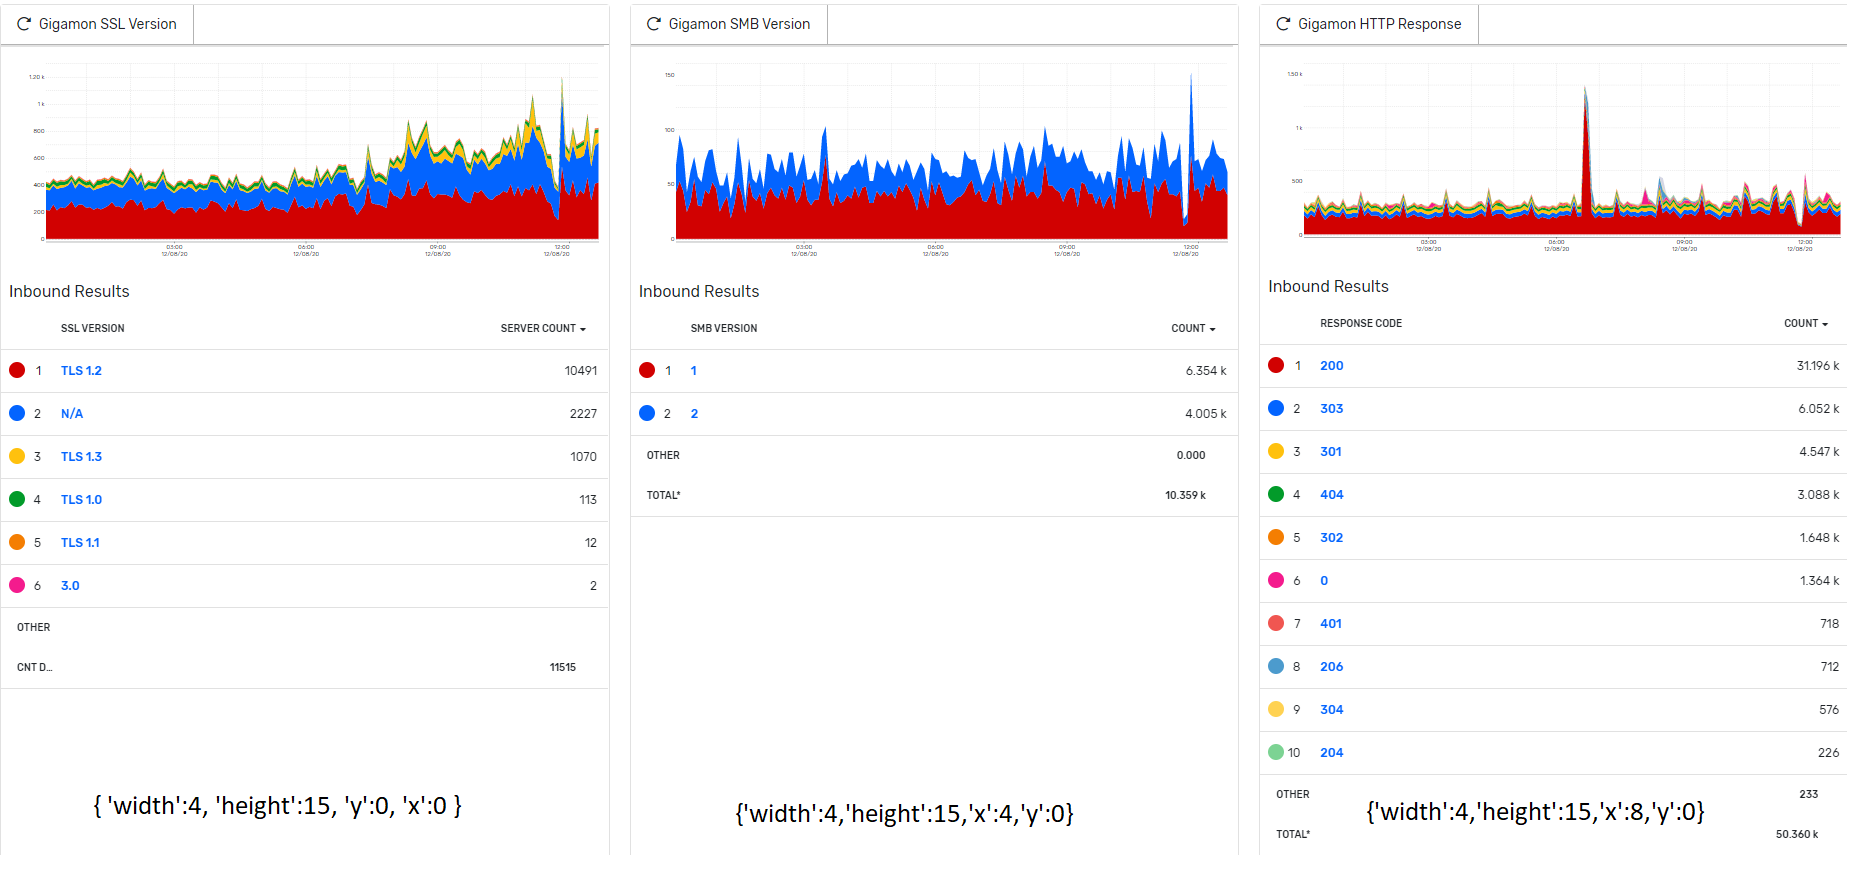 Gigamon SSL Version
1.20 k
1 k
800
600
400
200
0
03:00
12/08/20
06:00
12/08/20
09:00
12/08/20
12:00
12/08/20
Inbound Results
SSL VERSION SERVER COUNT
1 TLS 1.2 10491
2 N/A 2227
3 TLS 1.3 1070
4 TLS 1.0 113
5 TLS 1.1 12
6 3.0 2
OTHER
CNT D... 11515
{ 'width':4, 'height':15, 'y':0, 'x':0 }
Gigamon SMB Version
150
100
50
0
03:00
12/08/20
06:00
12/08/20
09:00
12/08/20
12:00
12/08/20
Inbound Results
SMB VERSION COUNT
1 1 6.354 k
2 2 4.005 k
OTHER 0.000
TOTAL* 10.359 k
{'width':4,'height':15,'x':4,'y':0}
Gigamon HTTP Response
1.50 k
1 k
500
0
03:00
12/08/20
06:00
12/08/20
09:00
12/08/20
12:00
12/08/20
Inbound Results
RESPONSE CODE COUNT
1 200 31.196 k
2 303 6.052 k
3 301 4.547 k
4 404 3.088 k
5 302 1.648 k
6 0 1.364 k
7 401 718
8 206 712
9 304 576
10 204 226
OTHER 233
{'width':4,'height':15,'x':8,'y':0}
TOTAL* 50.360 k